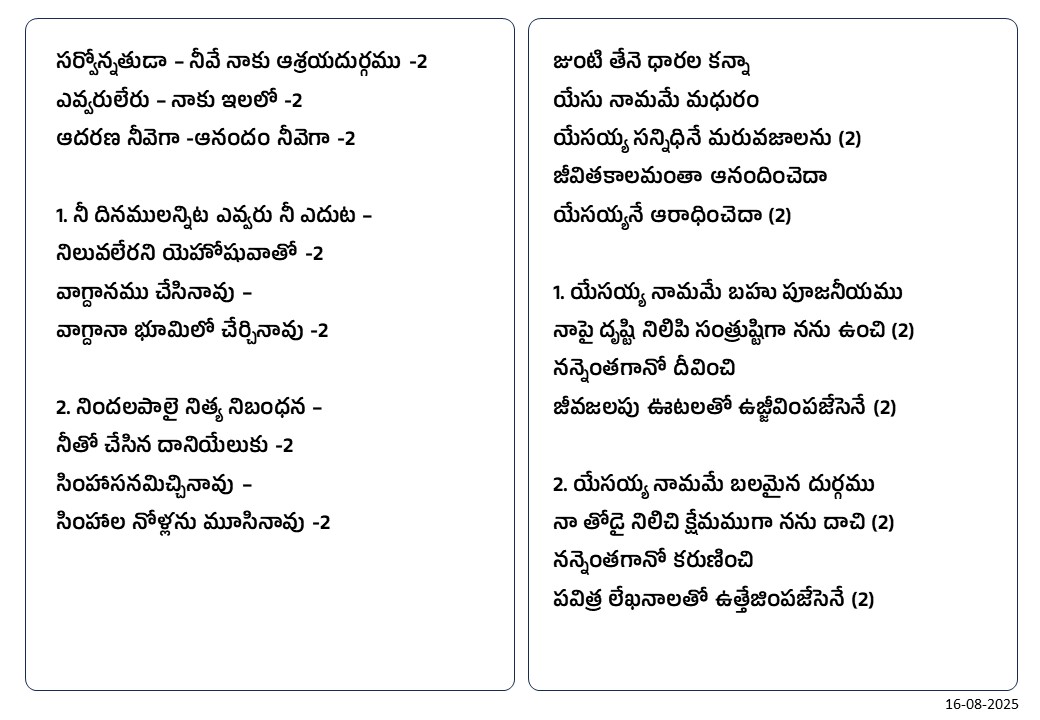 సర్వోన్నతుడా – నీవే నాకు ఆశ్రయదుర్గము -2
ఎవ్వరులేరు – నాకు ఇలలో -2
ఆదరణ నీవెగా -ఆనందం నీవెగా -2
1. నీ దినములన్నిట ఎవ్వరు నీ ఎదుట –
నిలువలేరని యెహోషువాతో -2
వాగ్దానము చేసినావు –
వాగ్దానా భూమిలో చేర్చినావు -2
2. నిందలపాలై నిత్య నిబంధన –
నీతో చేసిన దానియేలుకు -2
సింహాసనమిచ్చినావు –
సింహాల నోళ్లను మూసినావు -2
జుంటి తేనె ధారల కన్నా
యేసు నామమే మధురం
యేసయ్య సన్నిధినే మరువజాలను (2)
జీవితకాలమంతా ఆనందించెదా
యేసయ్యనే ఆరాధించెదా (2)
1. యేసయ్య నామమే బహు పూజనీయము
నాపై దృష్టి నిలిపి సంత్రుష్టిగా నను ఉంచి (2)
నన్నెంతగానో దీవించి
జీవజలపు ఊటలతో ఉజ్జీవింపజేసెనే (2)
2. యేసయ్య నామమే బలమైన దుర్గము
నా తోడై నిలిచి క్షేమముగా నను దాచి (2)
నన్నెంతగానో కరుణించి
పవిత్ర లేఖనాలతో ఉత్తేజింపజేసెనే (2)
16-08-2025